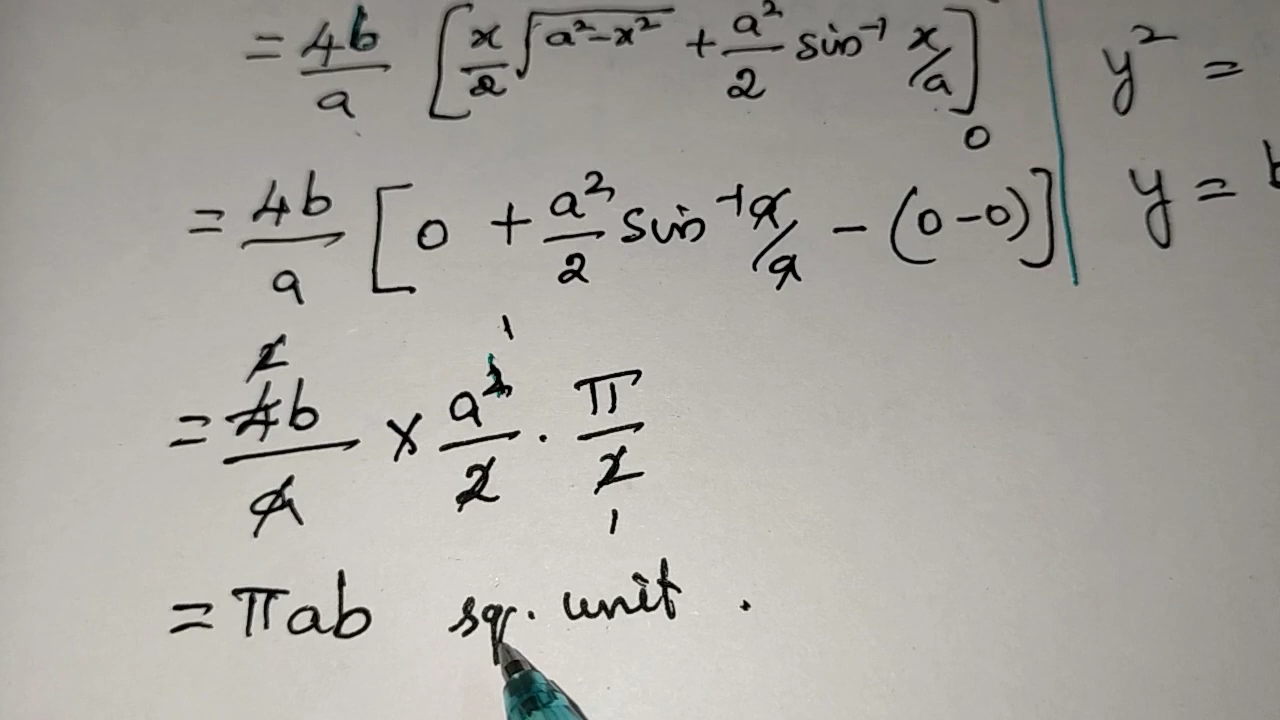 = 4b/a [x/2 √(a²-x²) + a²/2 sin⁻¹ x/a]₀
= 4b/a [0 + a²/2 sin⁻¹ a/a - (0-0)]
= 4b/a × a²/2 · π/2
= πab sq. unit .
y² =
y = b